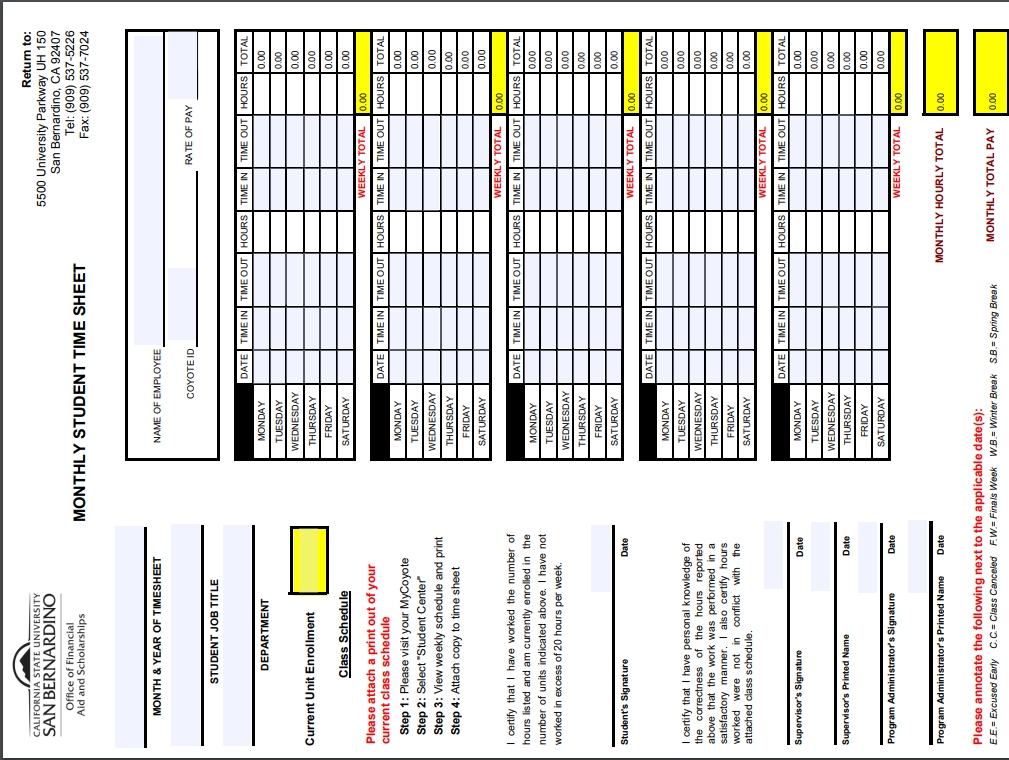 CALIFORNIA STATE UNIVERSITY
SAN BERNARDINO
Office of Financial
Aid and Scholarships
MONTHLY STUDENT TIME SHEET
Return to:
5500 University Parkway UH 150
San Bernardino, CA 92407
Tel: (909) 537-5226
Fax: (909) 537-7024
MONTH & YEAR OF TIMESHEET
STUDENT JOB TITLE
DEPARTMENT
Current Unit Enrollment
Class Schedule
Please attach a print out of your
current class schedule
Step 1: Please visit your MyCoyote
Step 2: Select "Student Center"
Step 3: View weekly schedule and print
Step 4: Attach copy to time sheet
I certify that I have worked the number of
hours listed and am currently enrolled in the
number of units indicated above. I have not
worked in excess of 20 hours per week.
Student's Signature Date
I certify that I have personal knowledge of
the correctness of the hours reported
above that the work was performed in a
satisfactory manner. I also certify hours
worked were not in conflict with the
attached class schedule.
Supervisor's Signature Date
Supervisor's Printed Name Date
Program Administrator's Signature Date
Program Administrator's Printed Name Date
NAME OF EMPLOYEE
COYOTE ID RATE OF PAY
DATE TIME IN TIME OUT HOURS TIME IN TIME OUT HOURS TOTAL
MONDAY 0.00
TUESDAY 0.00
WEDNESDAY 0.00
THURSDAY 0.00
FRIDAY 0.00
SATURDAY 0.00
WEEKLY TOTAL 0.00
DATE TIME IN TIME OUT HOURS TIME IN TIME OUT HOURS TOTAL
MONDAY 0.00
TUESDAY 0.00
WEDNESDAY 0.00
THURSDAY 0.00
FRIDAY 0.00
SATURDAY 0.00
WEEKLY TOTAL 0.00
DATE TIME IN TIME OUT HOURS TIME IN TIME OUT HOURS TOTAL
MONDAY 0.00
TUESDAY 0.00
WEDNESDAY 0.00
THURSDAY 0.00
FRIDAY 0.00
SATURDAY 0.00
WEEKLY TOTAL 0.00
DATE TIME IN TIME OUT HOURS TIME IN TIME OUT HOURS TOTAL
MONDAY 0.00
TUESDAY 0.00
WEDNESDAY 0.00
THURSDAY 0.00
FRIDAY 0.00
SATURDAY 0.00
WEEKLY TOTAL 0.00
DATE TIME IN TIME OUT HOURS TIME IN TIME OUT HOURS TOTAL
MONDAY 0.00
TUESDAY 0.00
WEDNESDAY 0.00
THURSDAY 0.00
FRIDAY 0.00
SATURDAY 0.00
WEEKLY TOTAL 0.00
MONTHLY HOURLY TOTAL 0.00
MONTHLY TOTAL PAY 0.00
Please annotate the following next to the applicable date(s):
E.E.= Excused Early C.C.= Class Canceled F.W.= Finals Week W.B = Winter Break S.B.= Spring Break